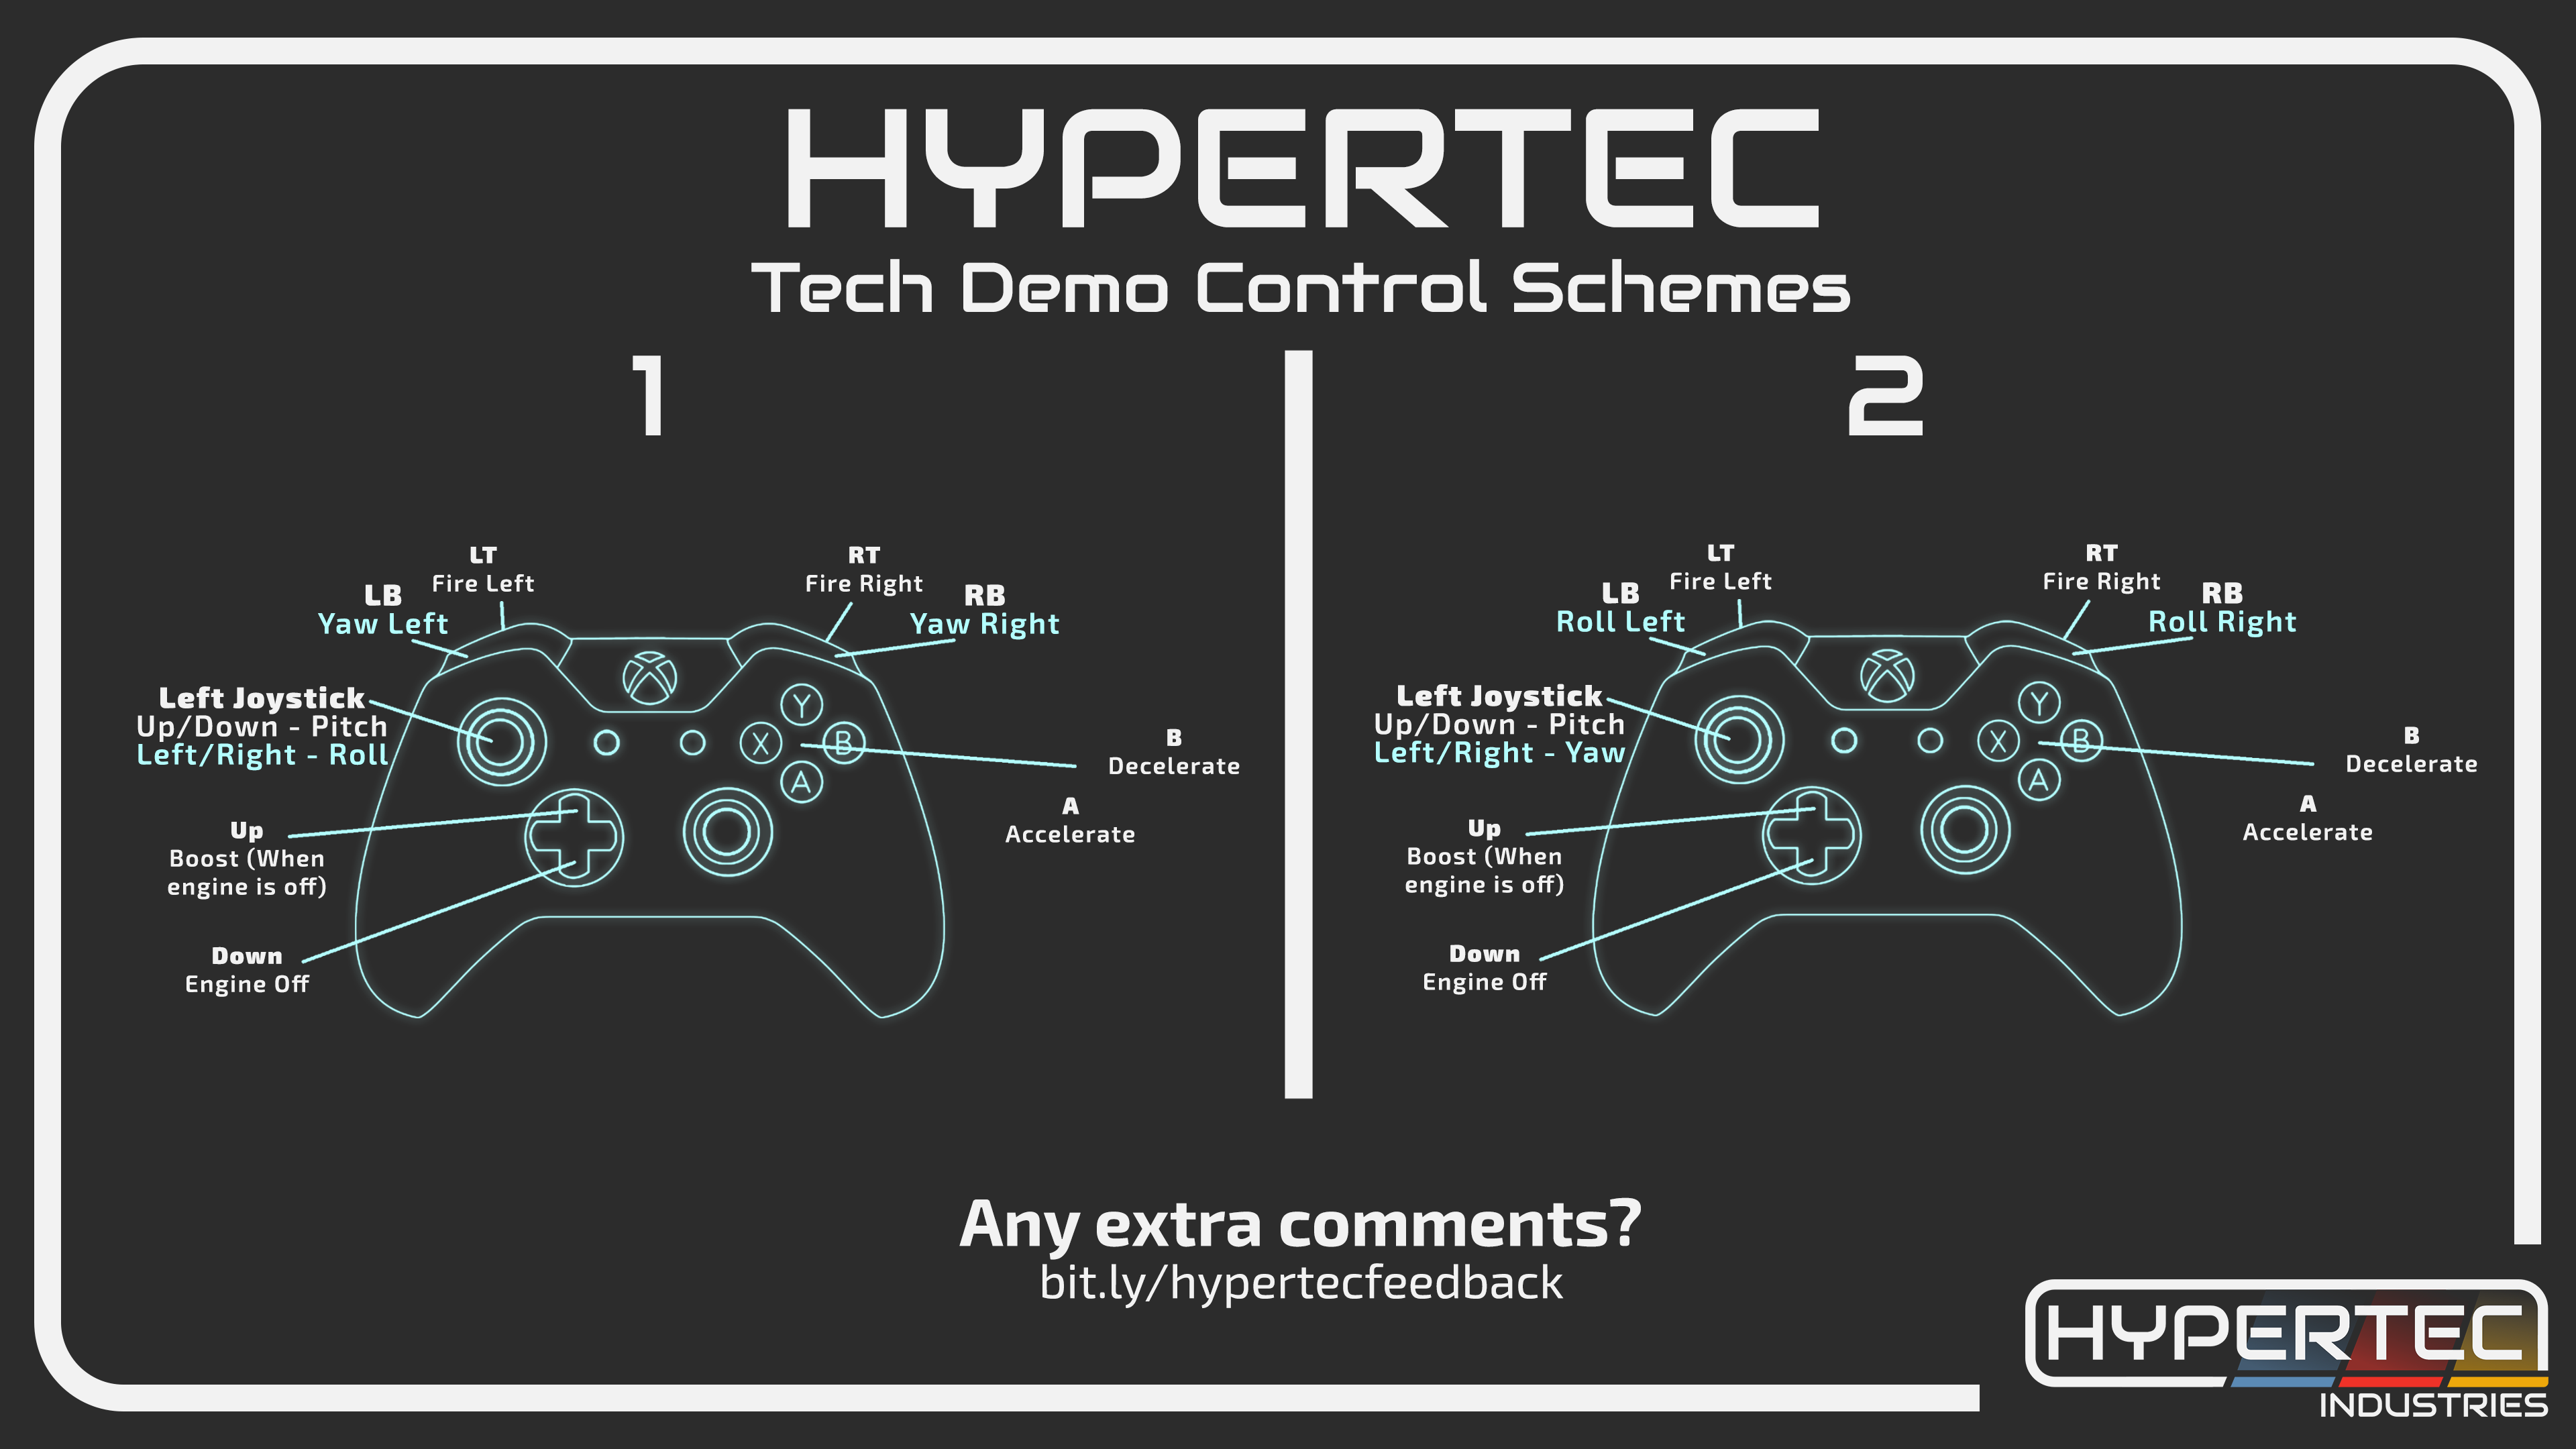 HYPERTEC
Tech Demo Control Schemes
1
LT
Fire Left
RT
Fire Right
LB
Yaw Left
RB
Yaw Right
Left Joystick
Up/Down - Pitch
Left/Right - Roll
Y
X
B
A
B
Decelerate
A
Accelerate
Up
Boost (When
engine is off)
Down
Engine Off
2
LT
Fire Left
RT
Fire Right
LB
Roll Left
RB
Roll Right
Left Joystick
Up/Down - Pitch
Left/Right - Yaw
Y
X
B
A
B
Decelerate
A
Accelerate
Up
Boost (When
engine is off)
Down
Engine Off
Any extra comments?
bit.ly/hypertecfeedback
HYPERTEC
INDUSTRIES